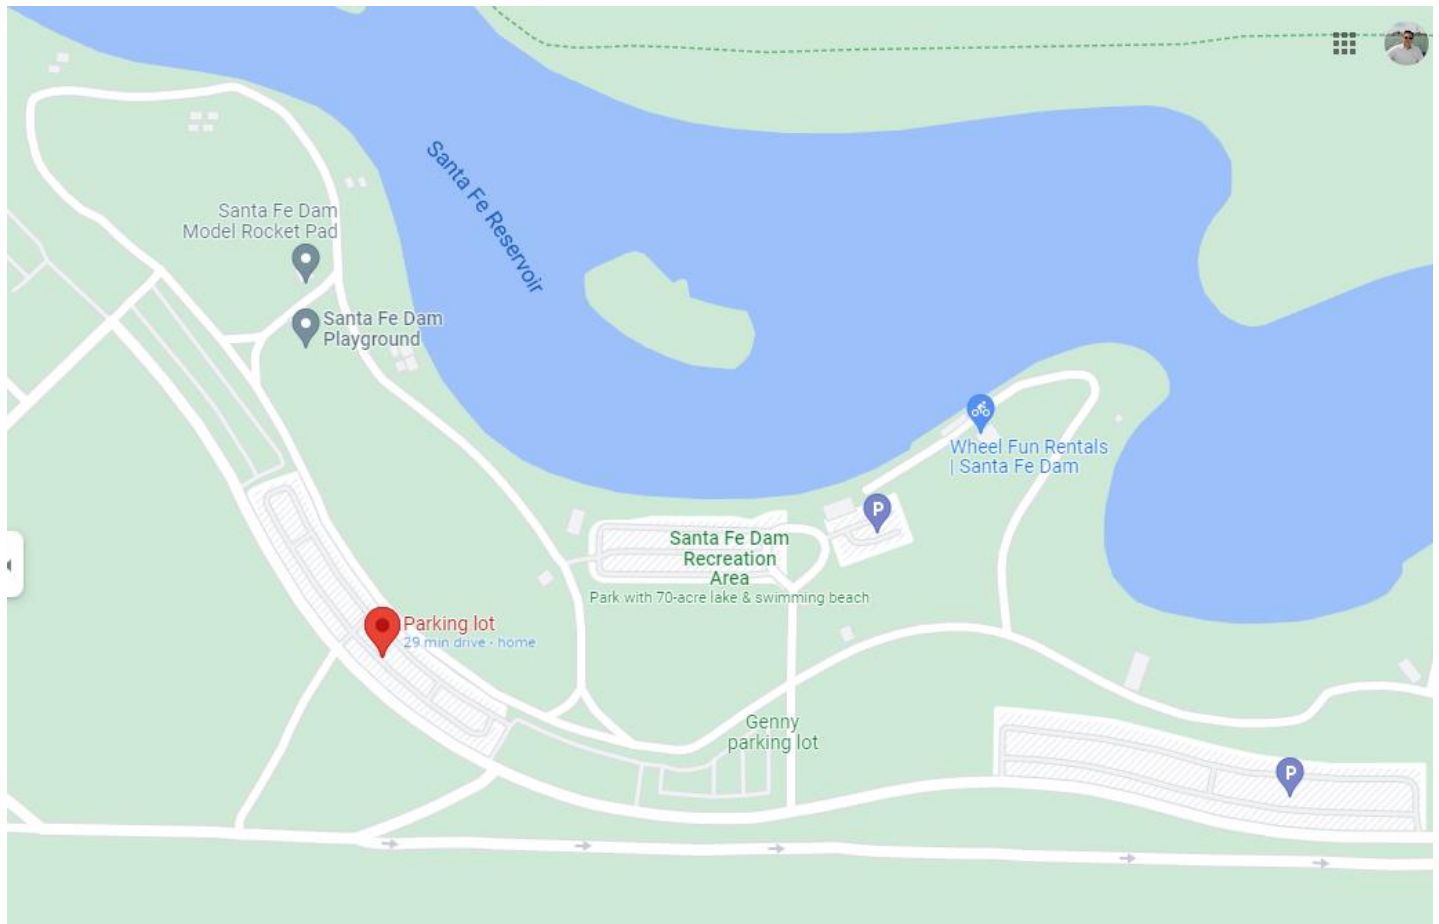 Santa Fe Reservoir
Santa Fe Dam
Model Rocket Pad
Santa Fe Dam
Playground
Wheel Fun Rentals
| Santa Fe Dam
P
Santa Fe Dam
Recreation
Area
Park with 70-acre lake & swimming beach
Parking lot
29 min drive - home
Genny
parking lot
P